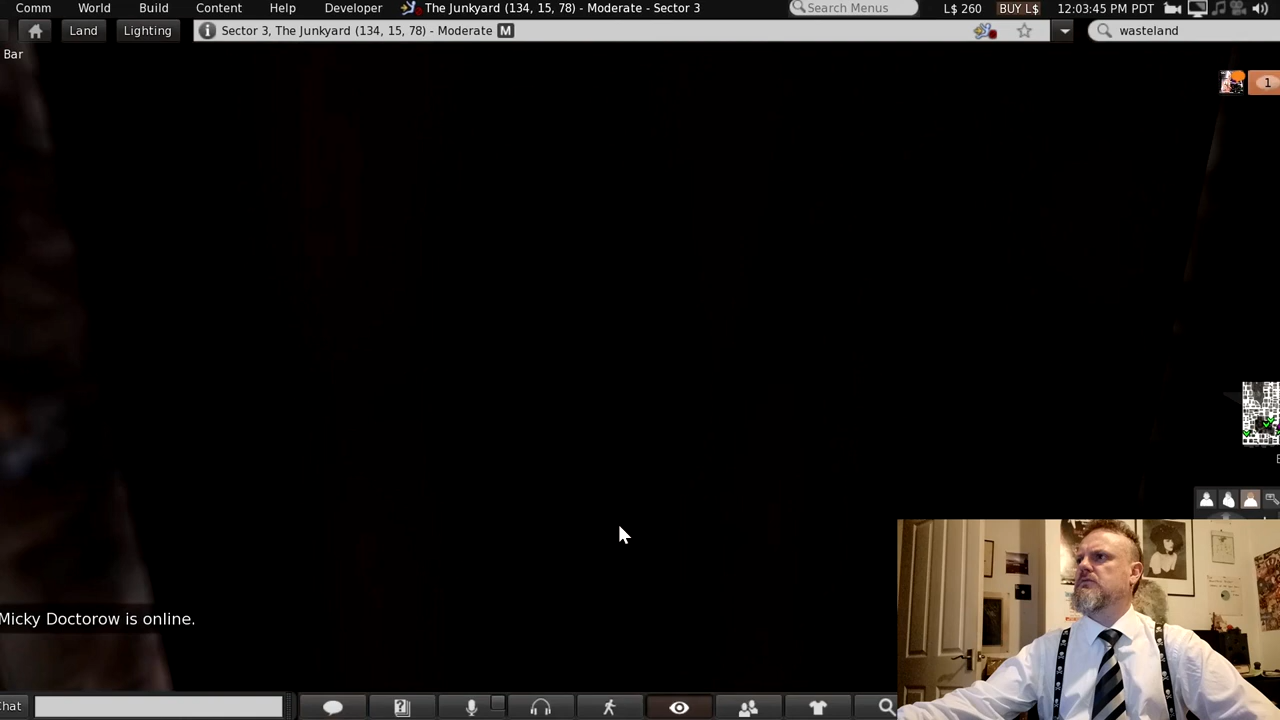 Comm World Build Content Help Developer The Junkyard (134, 15, 78) - Moderate - Sector 3 Search Menus L$ 260 BUY L$ 12:03:45 PM PDT
Land Lighting Sector 3, The Junkyard (134, 15, 78) - Moderate M wasteland
Bar
1
Micky Doctorow is online.
Chat